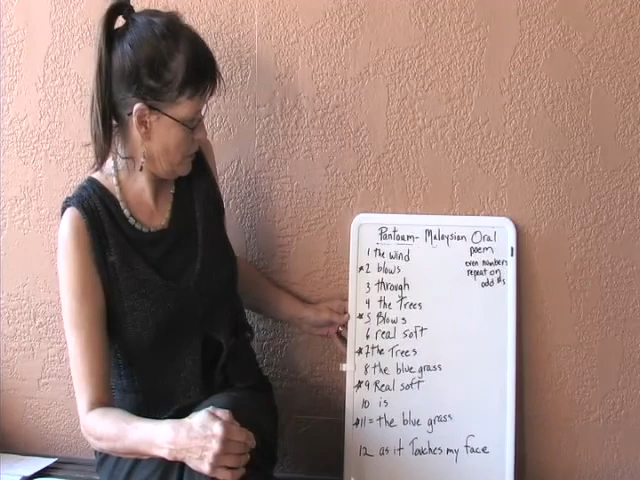 Pantoum- Malaysian Oral
poem
even numbers
repeat on
odd #s
1 the wind
*2 blows
3 through
4 the Trees
*5 Blows
6 real soft
*7 the Trees
8 the blue grass
*9 Real soft
10 is
*11= the blue grass
12 as it Touches my face